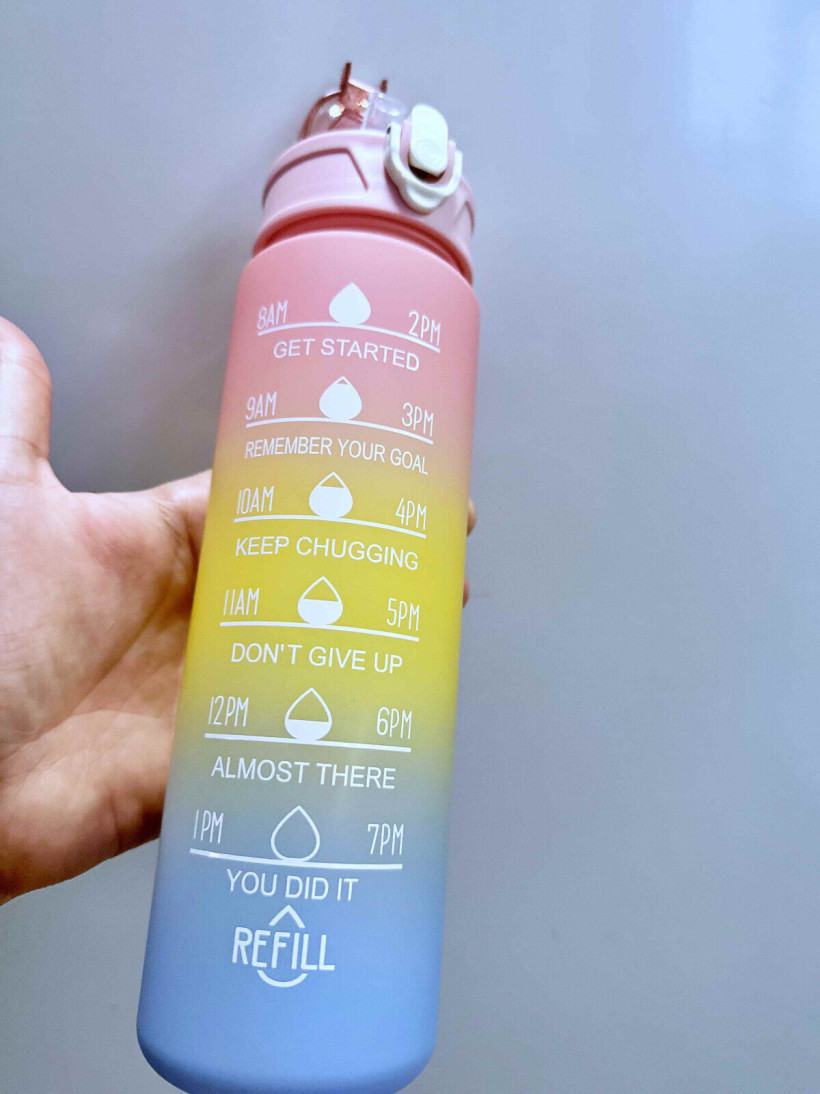 8AM 2PM
GET STARTED
9AM 3PM
REMEMBER YOUR GOAL
10AM 4PM
KEEP CHUGGING
11AM 5PM
DON'T GIVE UP
12PM 6PM
ALMOST THERE
1PM 7PM
YOU DID IT
REFILL